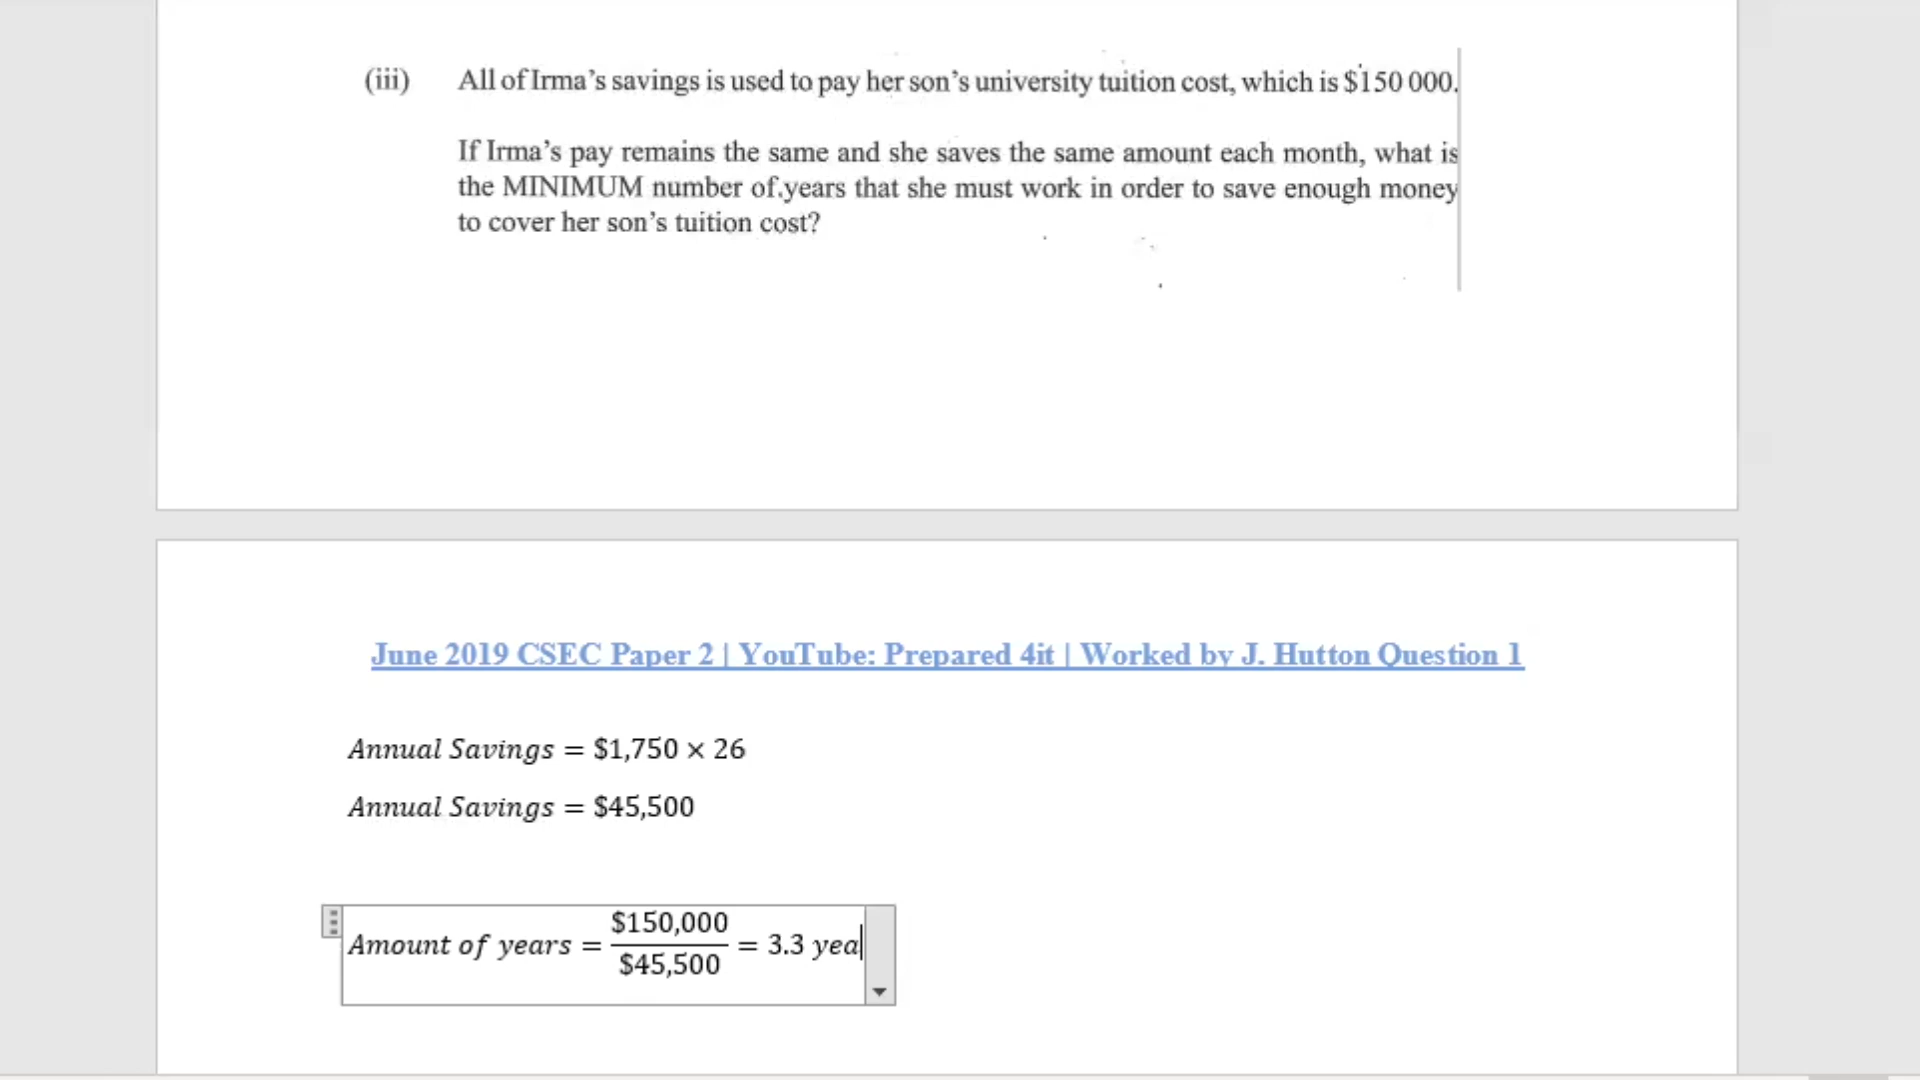 (iii) All of Irma’s savings is used to pay her son’s university tuition cost, which is $150 000.
If Irma’s pay remains the same and she saves the same amount each month, what is
the MINIMUM number of years that she must work in order to save enough money
to cover her son’s tuition cost?
June 2019 CSEC Paper 2 | YouTube: Prepared 4it | Worked by J. Hutton Question 1
Annual Savings = $1,750 × 26
Annual Savings = $45,500
Amount of years = $150,000 / $45,500 = 3.3 yea